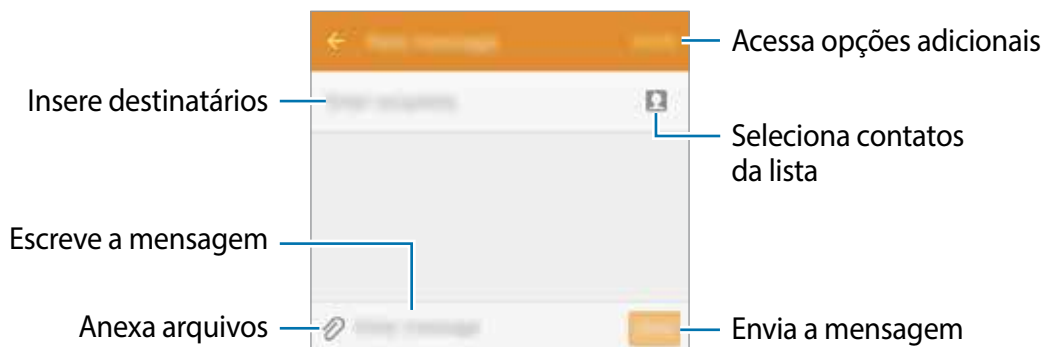 Acessa opções adicionais
Insere destinatários
Seleciona contatos
da lista
Escreve a mensagem
Anexa arquivos
Envia a mensagem